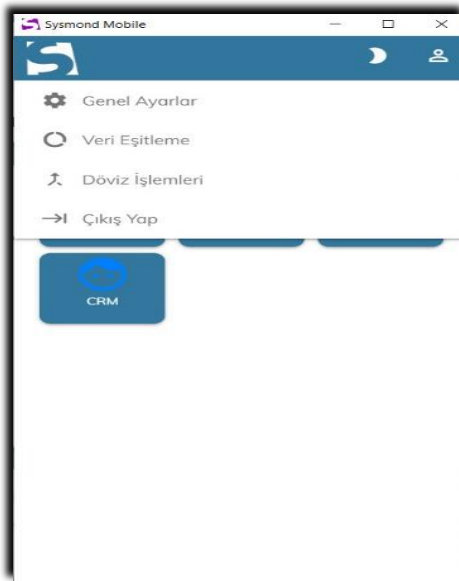 Sysmond Mobile
Genel Ayarlar
Veri Eşitleme
Döviz İşlemleri
Çıkış Yap
CRM